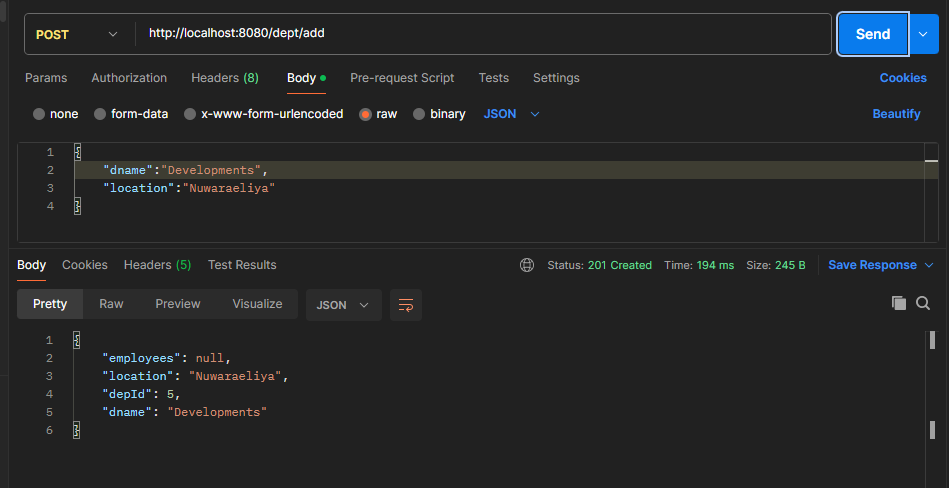 POST http://localhost:8080/dept/add Send
Params Authorization Headers (8) Body Pre-request Script Tests Settings Cookies
none form-data x-www-form-urlencoded raw binary JSON Beautify
1 {
2 "dname":"Developments",
3 "location":"Nuwaraeliya"
4 }
Body Cookies Headers (5) Test Results Status: 201 Created Time: 194 ms Size: 245 B Save Response
Pretty Raw Preview Visualize JSON
1 {
2 "employees": null,
3 "location": "Nuwaraeliya",
4 "depId": 5,
5 "dname": "Developments"
6 }